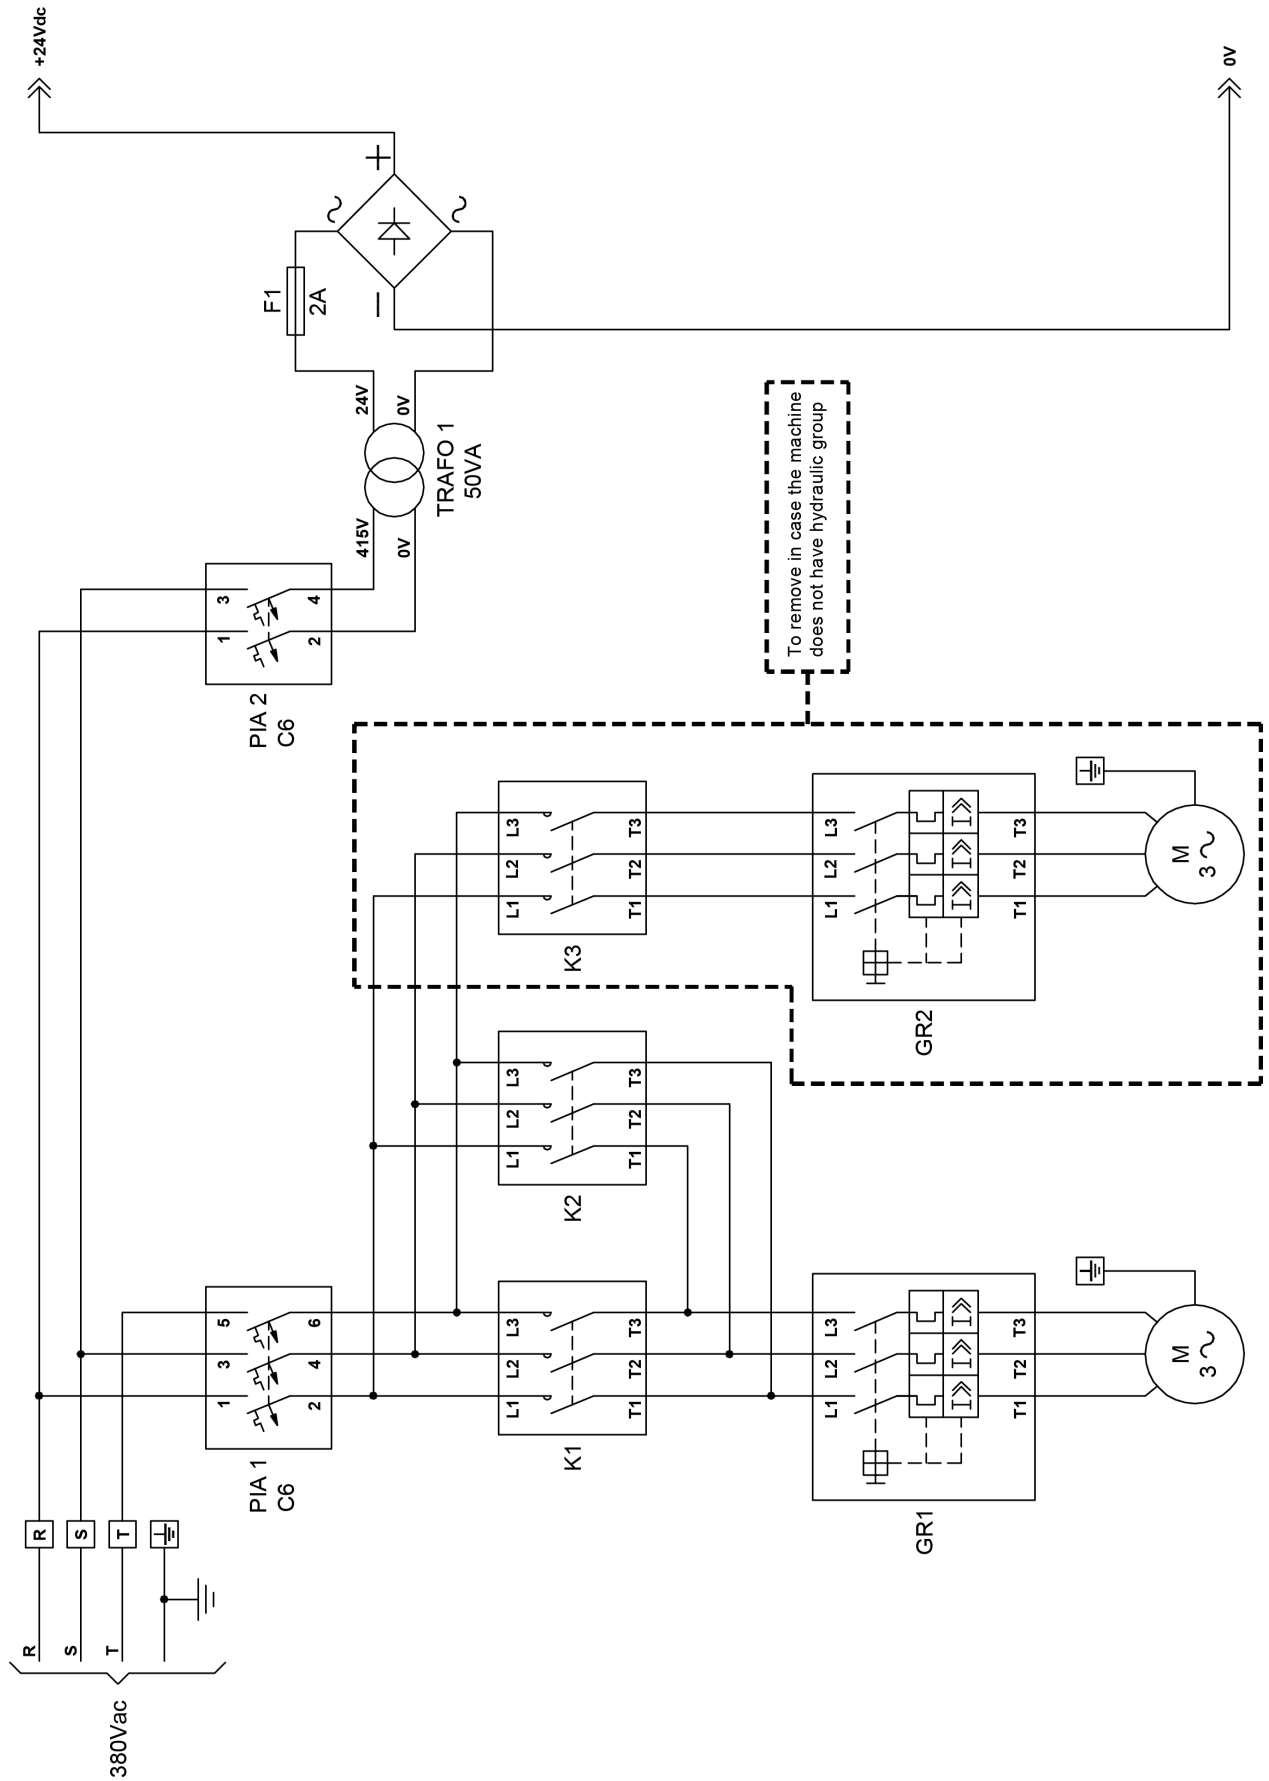 380Vac
R
S
T
R
S
T
PIA 1
C6
1
3
5
2
4
6
PIA 2
C6
1
3
2
4
415V
0V
24V
0V
TRAFO 1
50VA
F1
2A
+24Vdc
0V
K1
L1
L2
L3
T1
T2
T3
K2
L1
L2
L3
T1
T2
T3
K3
L1
L2
L3
T1
T2
T3
To remove in case the machine
does not have hydraulic group
GR1
L1
L2
L3
T1
T2
T3
GR2
L1
L2
L3
T1
T2
T3
M
3
M
3